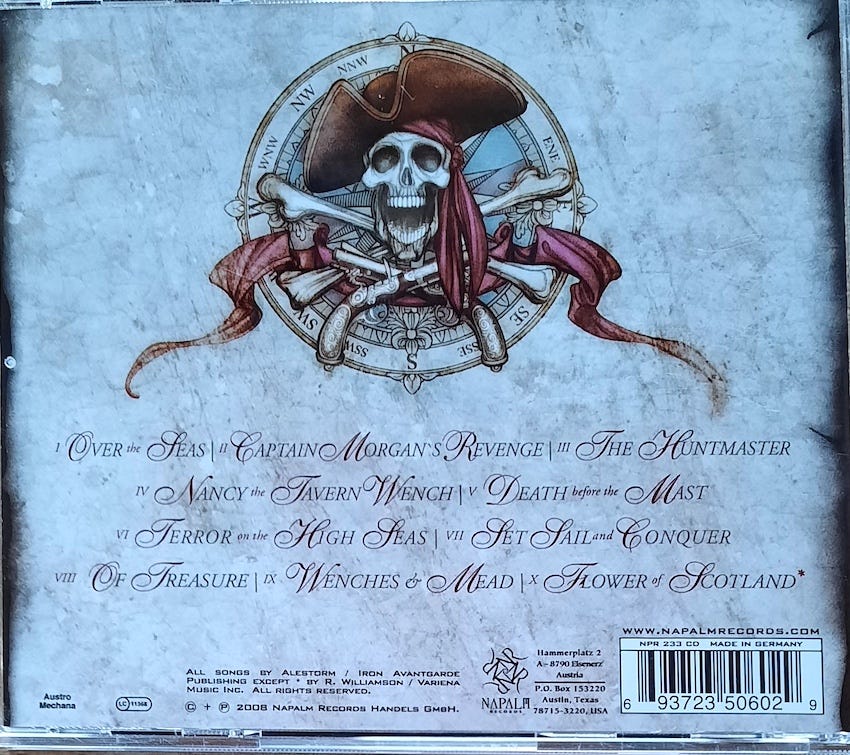 N
NNW
NW
WNW
ENE
SW
SSW
S
SSE
SE
I OVER the SEAS | II CAPTAIN MORGAN'S REVENGE | III THE HUNTMASTER
IV NANCY the TAVERN WENCH | V DEATH before the MAST
VI TERROR on the HIGH SEAS | VII SET SAIL and CONQUER
VIII OF TREASURE | IX WENCHES & MEAD | X FLOWER of SCOTLAND*
WWW.NAPALMRECORDS.COM
NPR 233 CD MADE IN GERMANY
6 93723 50602 9
Hammerplatz 2
A-8790 Eisenerz
Austria
P.O. Box 153220
Austin, Texas
78715-3220, USA
NAPALM
RECORDS
ALL SONGS BY ALESTORM / IRON AVANTGARDE
PUBLISHING EXCEPT * BY R. WILLIAMSON / VARIENA
MUSIC INC. ALL RIGHTS RESERVED.
© + ℗ 2008 NAPALM RECORDS HANDELS GMBH.
Austro
Mechana
LC 11368